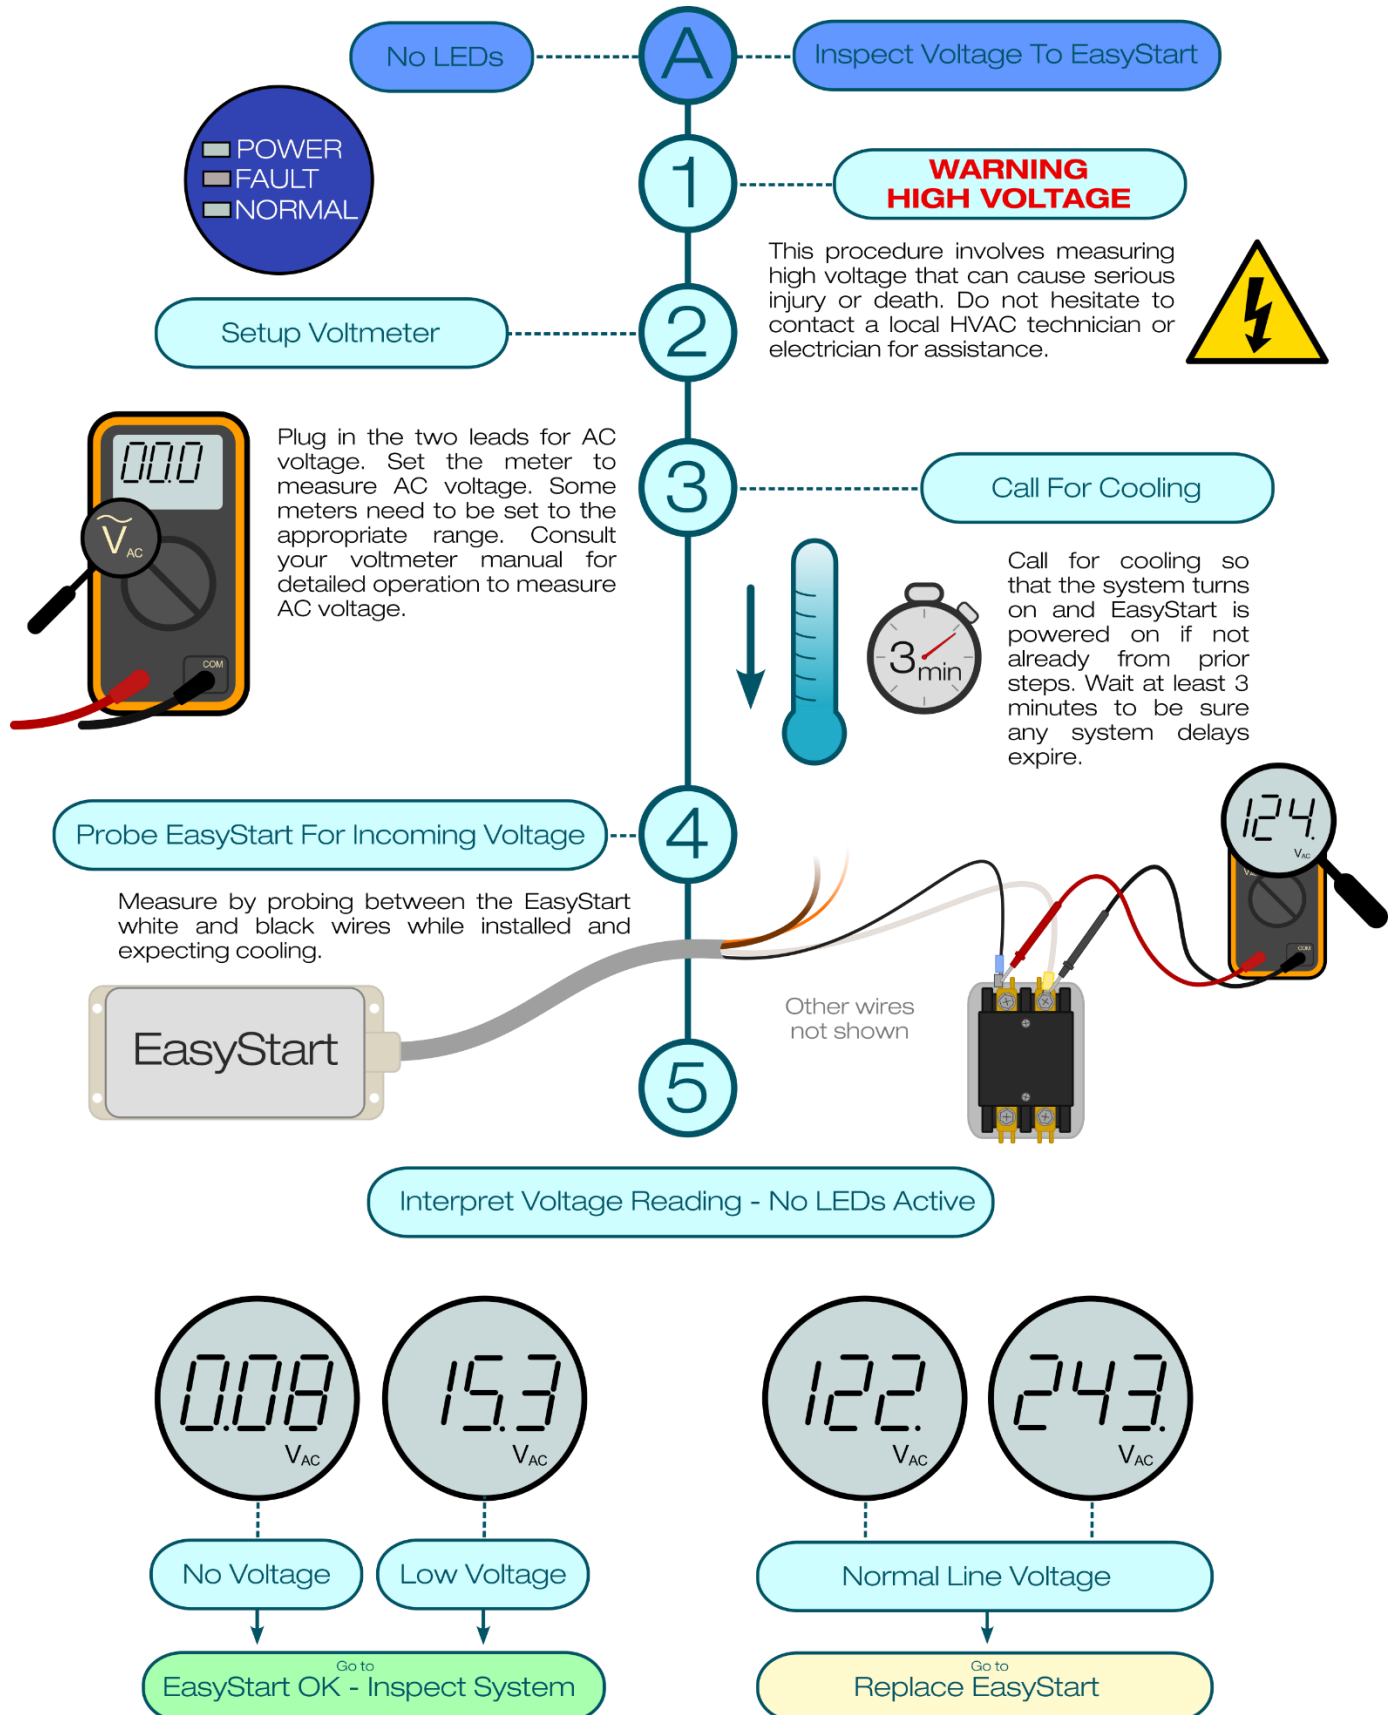 No LEDs
A
Inspect Voltage To EasyStart
POWER
FAULT
NORMAL
1
WARNING
HIGH VOLTAGE
This procedure involves measuring
high voltage that can cause serious
injury or death. Do not hesitate to
contact a local HVAC technician or
electrician for assistance.
Setup Voltmeter
2
00.0
V AC
COM
Plug in the two leads for AC
voltage. Set the meter to
measure AC voltage. Some
meters need to be set to the
appropriate range. Consult
your voltmeter manual for
detailed operation to measure
AC voltage.
3
Call For Cooling
3 min
Call for cooling so
that the system turns
on and EasyStart is
powered on if not
already from prior
steps. Wait at least 3
minutes to be sure
any system delays
expire.
Probe EasyStart For Incoming Voltage
4
124.
VAC
COM
Measure by probing between the EasyStart
white and black wires while installed and
expecting cooling.
Other wires
not shown
EasyStart
5
Interpret Voltage Reading - No LEDs Active
0.08
VAC
15.3
VAC
122.
VAC
243.
VAC
No Voltage
Low Voltage
Normal Line Voltage
Go to
EasyStart OK - Inspect System
Go to
Replace EasyStart